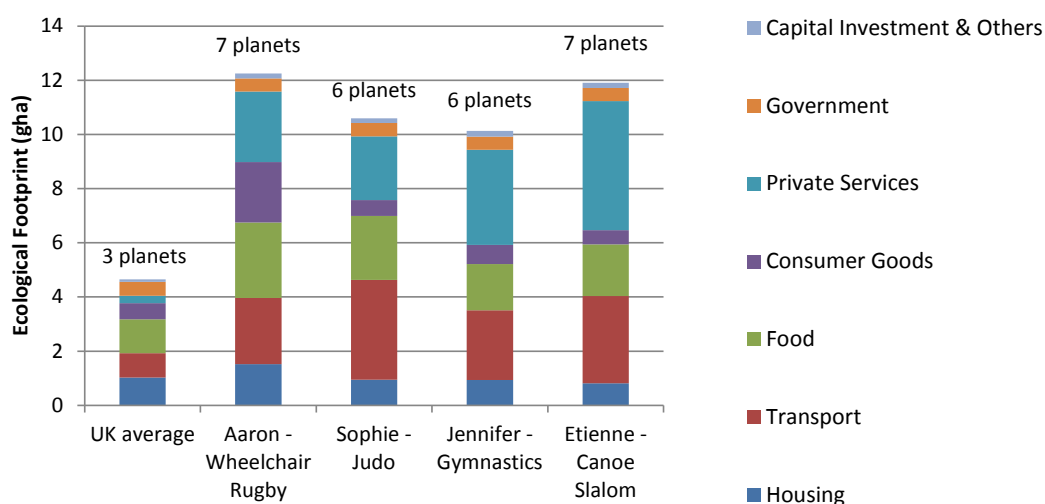 14
12
10
8
6
4
2
0
Ecological Footprint (gha)
3 planets
7 planets
6 planets
6 planets
7 planets
UK average
Aaron -
Wheelchair
Rugby
Sophie -
Judo
Jennifer -
Gymnastics
Etienne -
Canoe
Slalom
Capital Investment & Others
Government
Private Services
Consumer Goods
Food
Transport
Housing